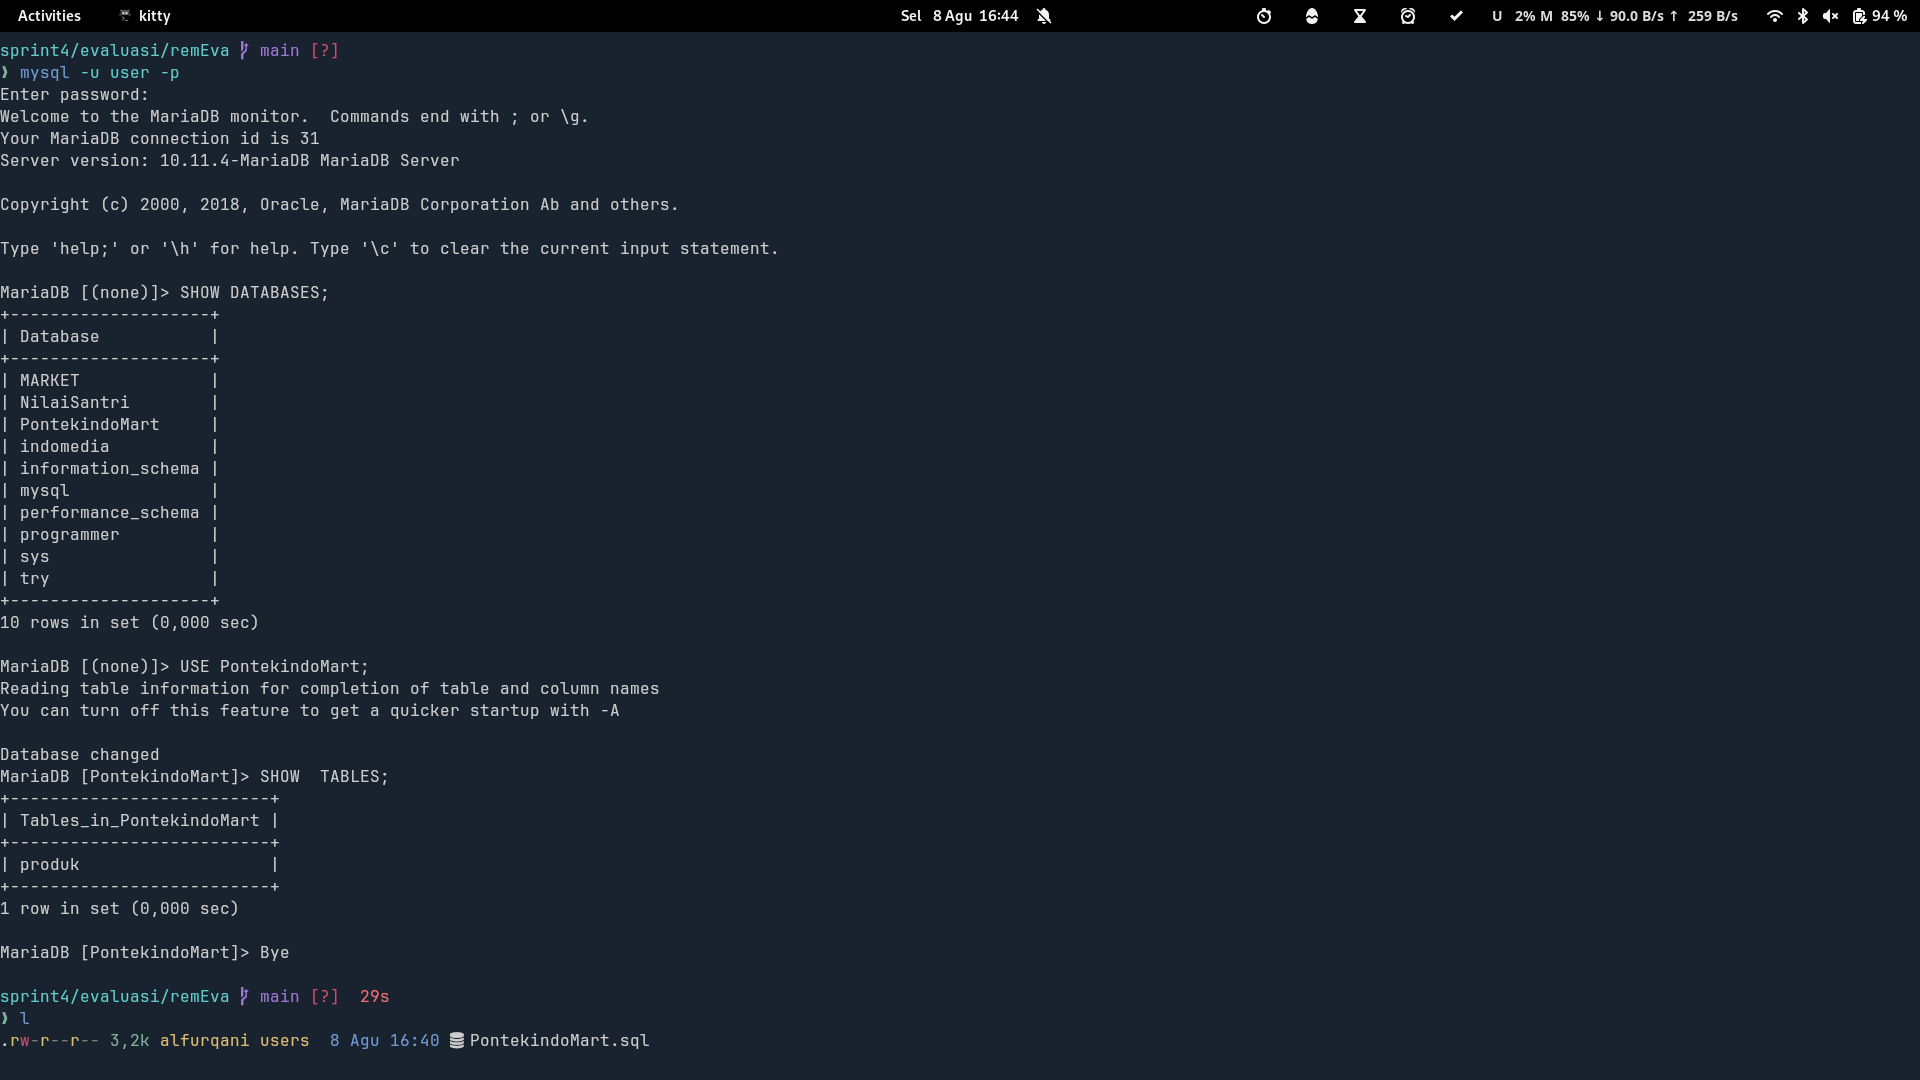 Activities kitty Sel 8 Agu 16:44 U 2% M 85% ↓ 90.0 B/s ↑ 259 B/s 94 %
sprint4/evaluasi/remEva main [?]
❱ mysql -u user -p
Enter password:
Welcome to the MariaDB monitor.  Commands end with ; or \g.
Your MariaDB connection id is 31
Server version: 10.11.4-MariaDB MariaDB Server
Copyright (c) 2000, 2018, Oracle, MariaDB Corporation Ab and others.
Type 'help;' or '\h' for help. Type '\c' to clear the current input statement.
MariaDB [(none)]> SHOW DATABASES;
+--------------------+
| Database           |
+--------------------+
| MARKET             |
| NilaiSantri        |
| PontekindoMart     |
| indomedia          |
| information_schema |
| mysql              |
| performance_schema |
| programmer         |
| sys                |
| try                |
+--------------------+
10 rows in set (0,000 sec)
MariaDB [(none)]> USE PontekindoMart;
Reading table information for completion of table and column names
You can turn off this feature to get a quicker startup with -A
Database changed
MariaDB [PontekindoMart]> SHOW  TABLES;
+--------------------------+
| Tables_in_PontekindoMart |
+--------------------------+
| produk                   |
+--------------------------+
1 row in set (0,000 sec)
MariaDB [PontekindoMart]> Bye
sprint4/evaluasi/remEva main [?]  29s
❱ l
.rw-r--r-- 3,2k alfurqani users  8 Agu 16:40 PontekindoMart.sql